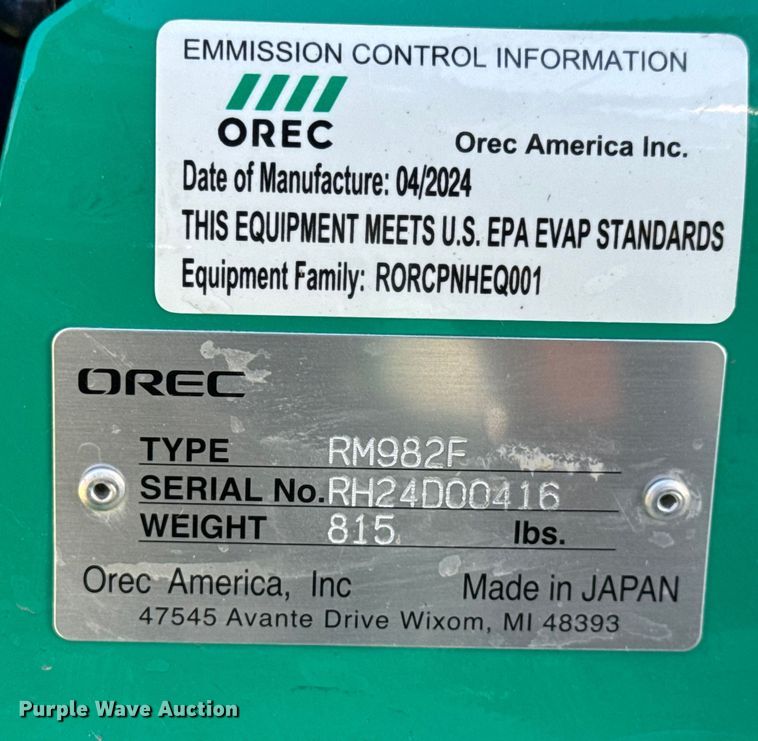 EMMISSION CONTROL INFORMATION
OREC
Orec America Inc.
Date of Manufacture: 04/2024
THIS EQUIPMENT MEETS U.S. EPA EVAP STANDARDS
Equipment Family: RORCPNHEQ001
OREC
TYPE RM982F
SERIAL No. RH24D00416
WEIGHT 815 lbs.
Orec America, Inc Made in JAPAN
47545 Avante Drive Wixom, MI 48393
Purple Wave Auction